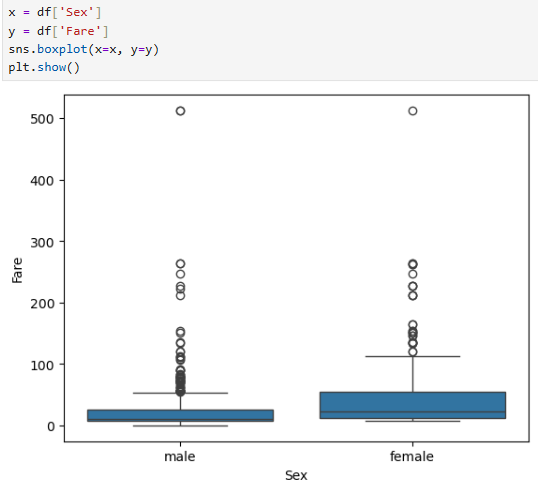 x = df['Sex']
y = df['Fare']
sns.boxplot(x=x, y=y)
plt.show()
500
400
300
200
100
0
Fare
male female
Sex